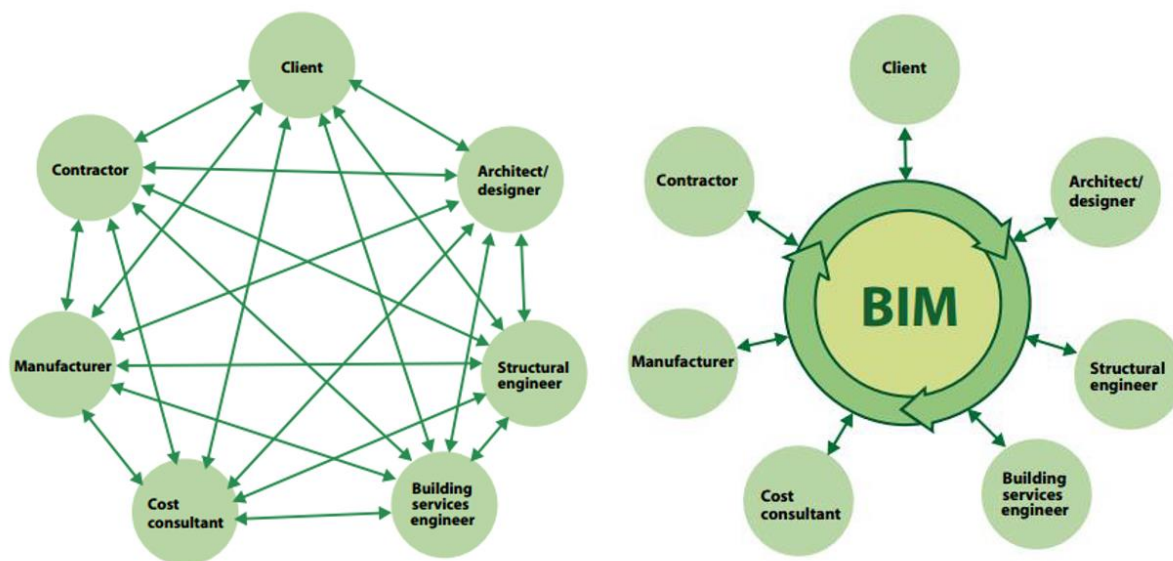 Client
Contractor
Architect/
designer
Manufacturer
Structural
engineer
Cost
consultant
Building
services
engineer
Client
Contractor
Architect/
designer
BIM
Manufacturer
Structural
engineer
Cost
consultant
Building
services
engineer